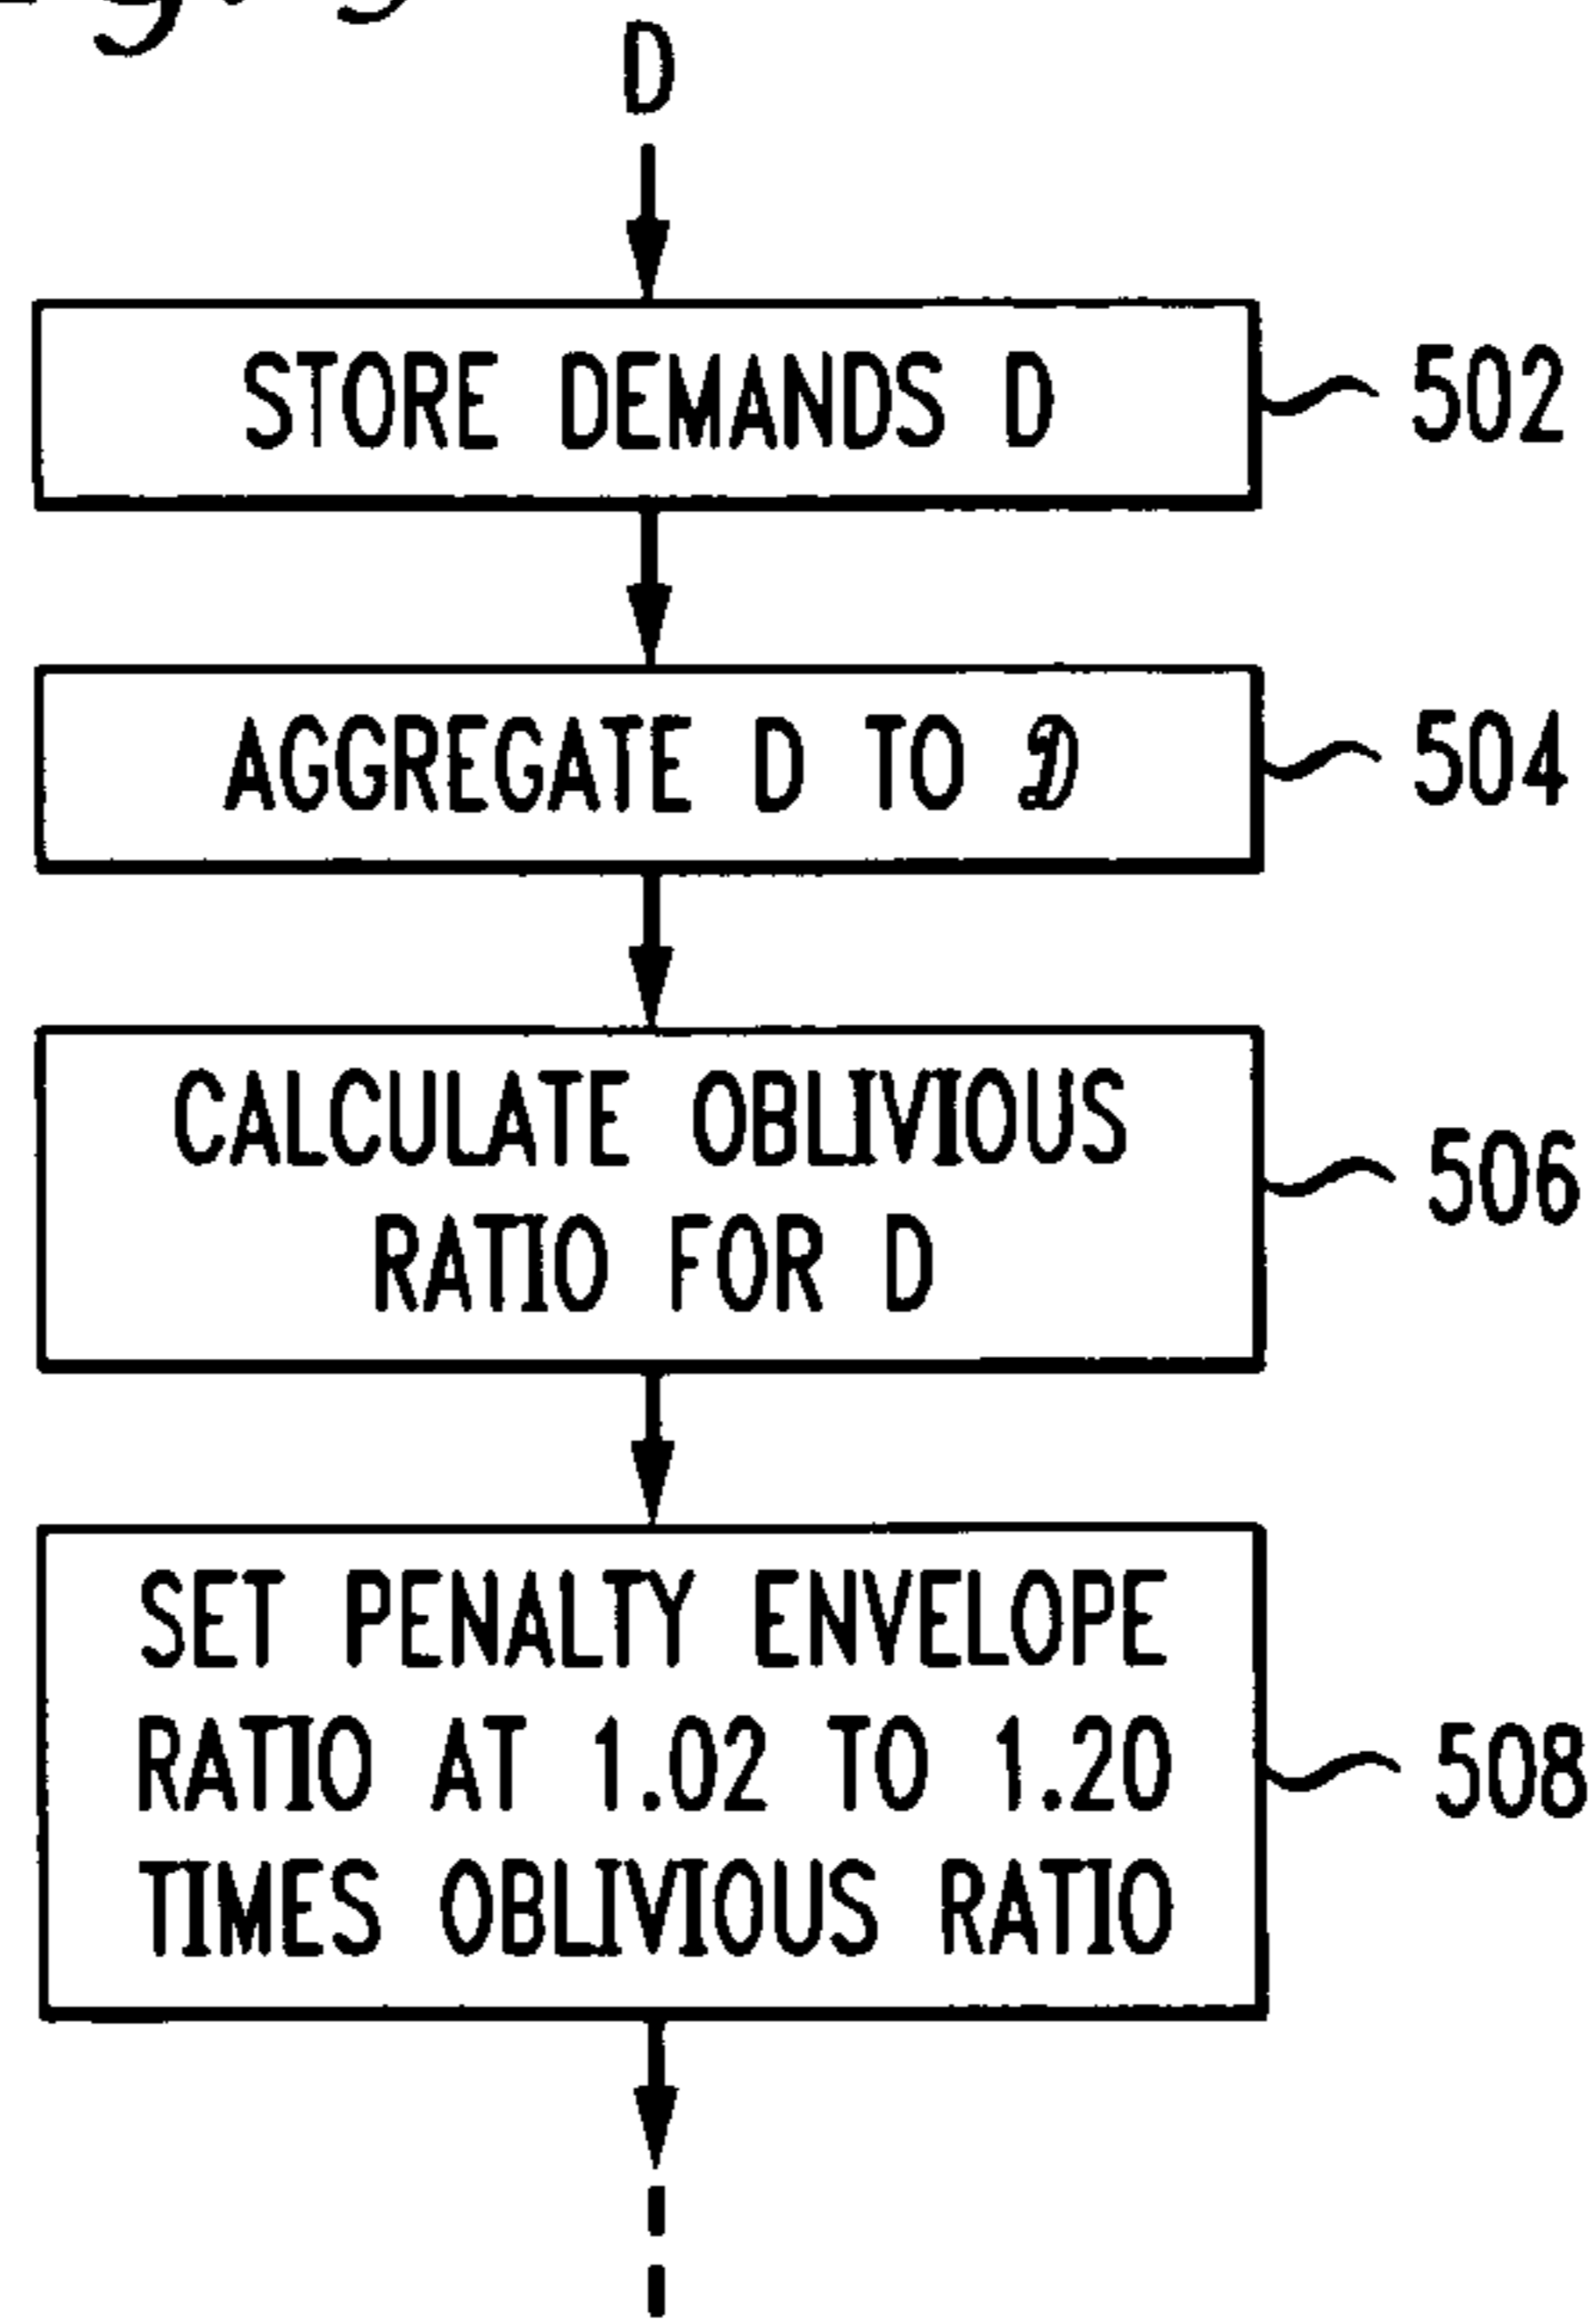 D
STORE DEMANDS D
502
AGGREGATE D TO 𝒟
504
CALCULATE OBLIVIOUS
RATIO FOR D
506
SET PENALTY ENVELOPE
RATIO AT 1.02 TO 1.20
TIMES OBLIVIOUS RATIO
508